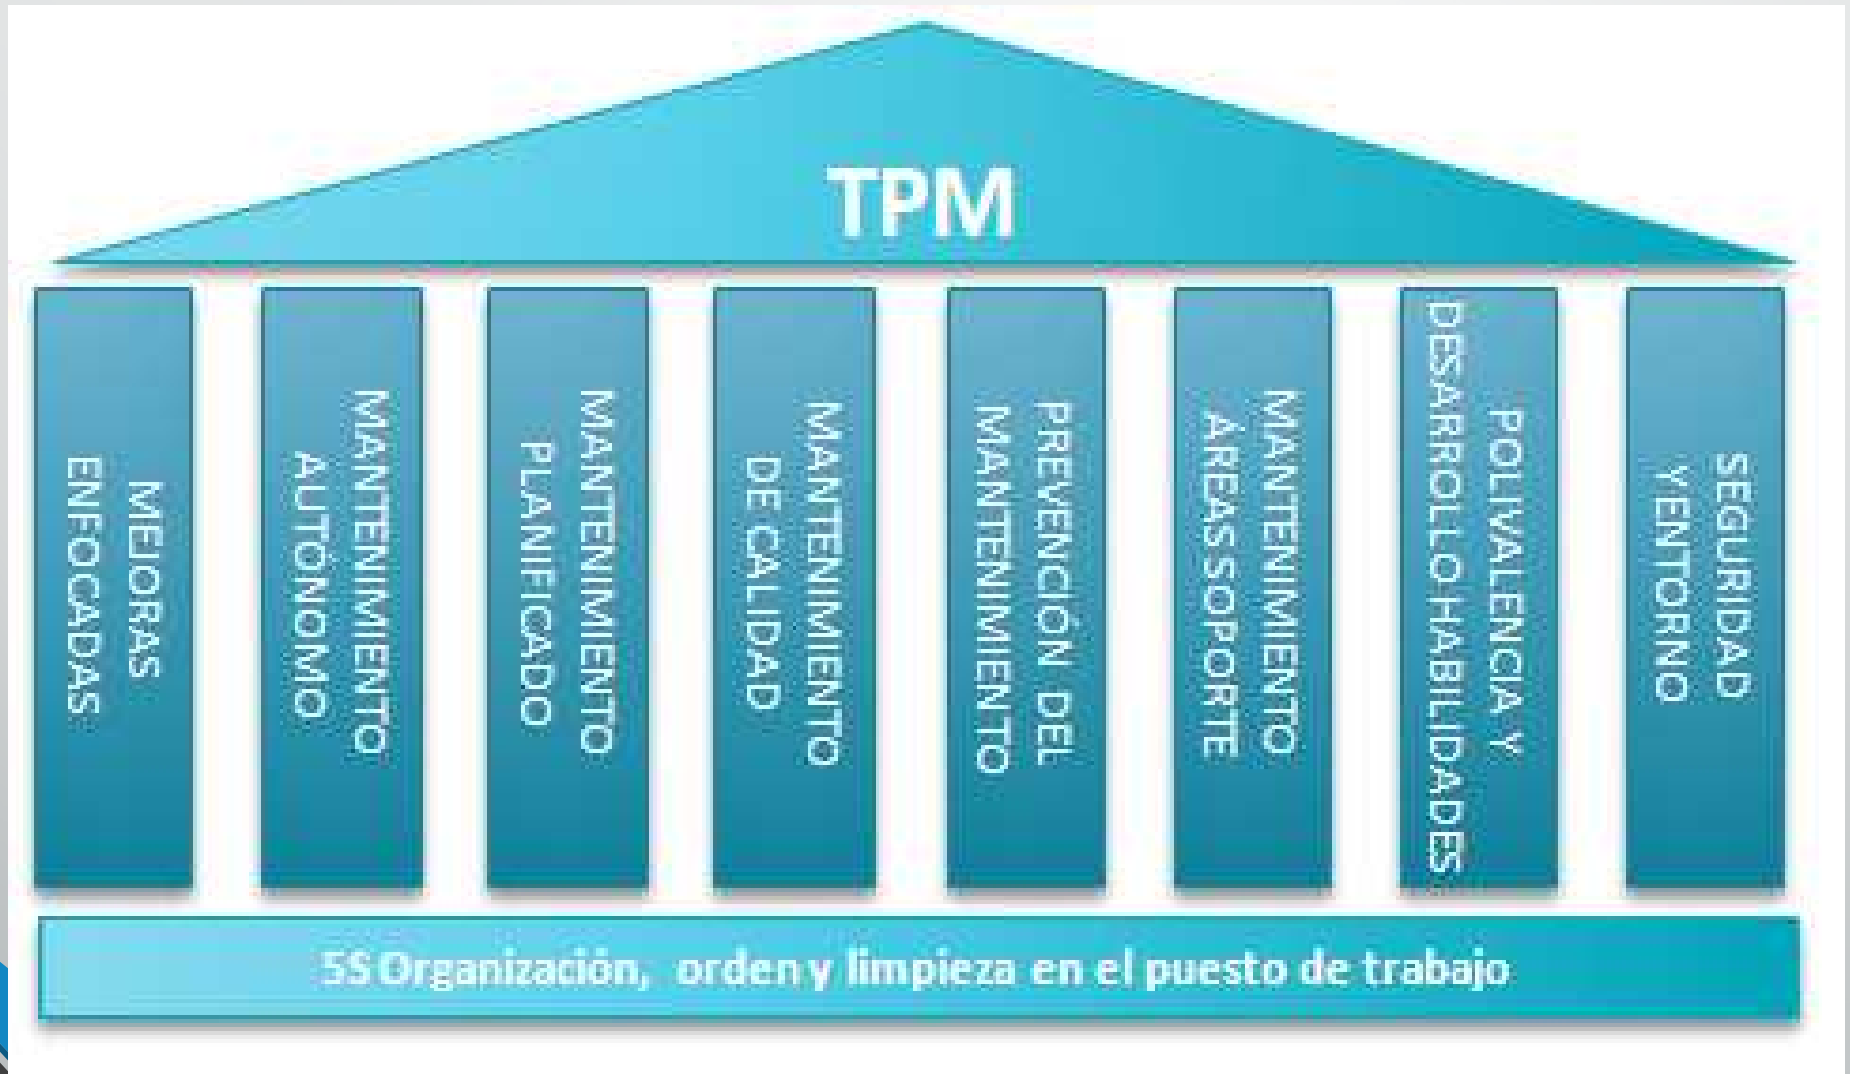 TPM
MEJORAS
ENFOCADAS
MANTENIMIENTO
AUTÓNOMO
MANTENIMIENTO
PLANIFICADO
MANTENIMIENTO
DE CALIDAD
PREVENCIÓN DEL
MANTENIMIENTO
MANTENIMIENTO
ÁREAS SOPORTE
POLIVALENCIA Y
DESARROLLO HABILIDADES
SEGURIDAD
Y ENTORNO
5S Organización, orden y limpieza en el puesto de trabajo